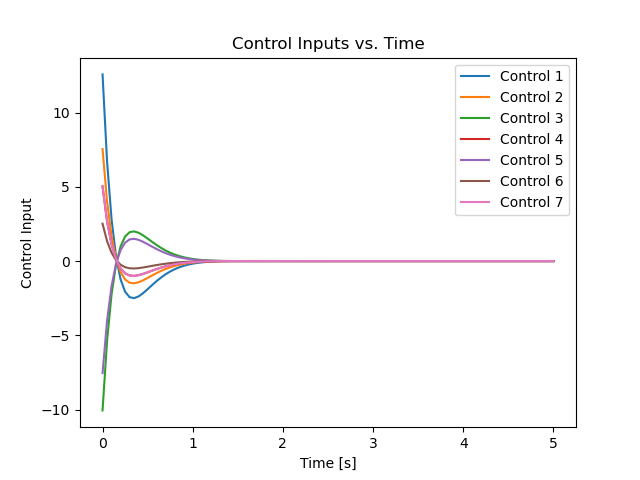 Control Inputs vs. Time
Control 1
Control 2
Control 3
Control 4
Control 5
Control 6
Control 7
Control Input
10
5
0
−5
−10
0 1 2 3 4 5
Time [s]